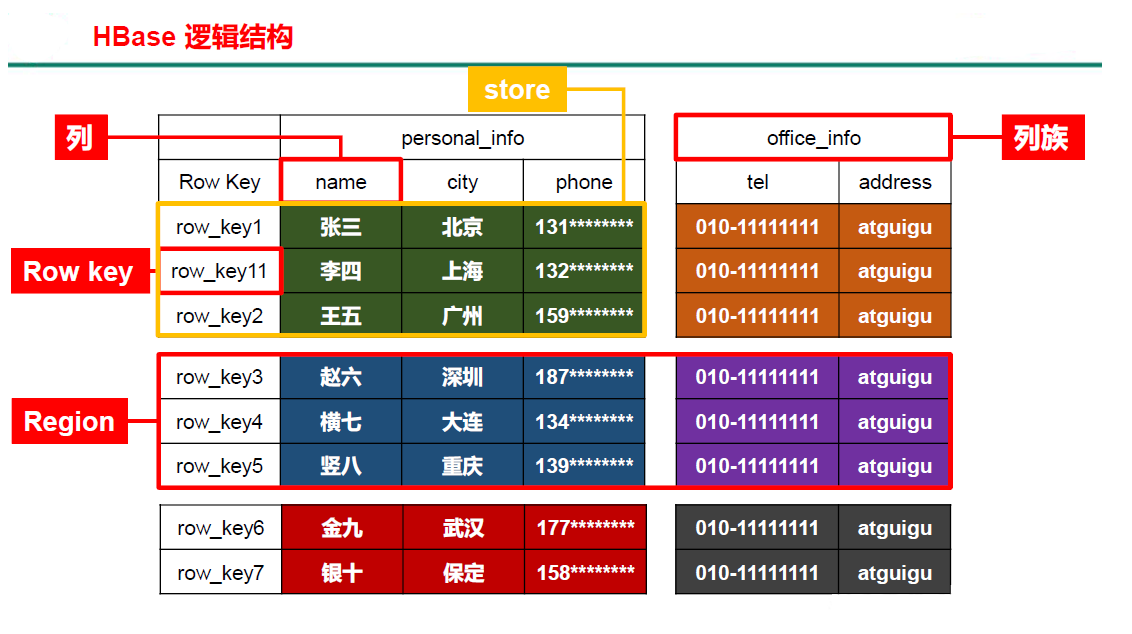 HBase 逻辑结构
store
列
personal_info
office_info
列族
Row Key name city phone tel address
row_key1 张三 北京 131******** 010-11111111 atguigu
Row key
row_key11 李四 上海 132******** 010-11111111 atguigu
row_key2 王五 广州 159******** 010-11111111 atguigu
row_key3 赵六 深圳 187******** 010-11111111 atguigu
Region
row_key4 横七 大连 134******** 010-11111111 atguigu
row_key5 竖八 重庆 139******** 010-11111111 atguigu
row_key6 金九 武汉 177******** 010-11111111 atguigu
row_key7 银十 保定 158******** 010-11111111 atguigu